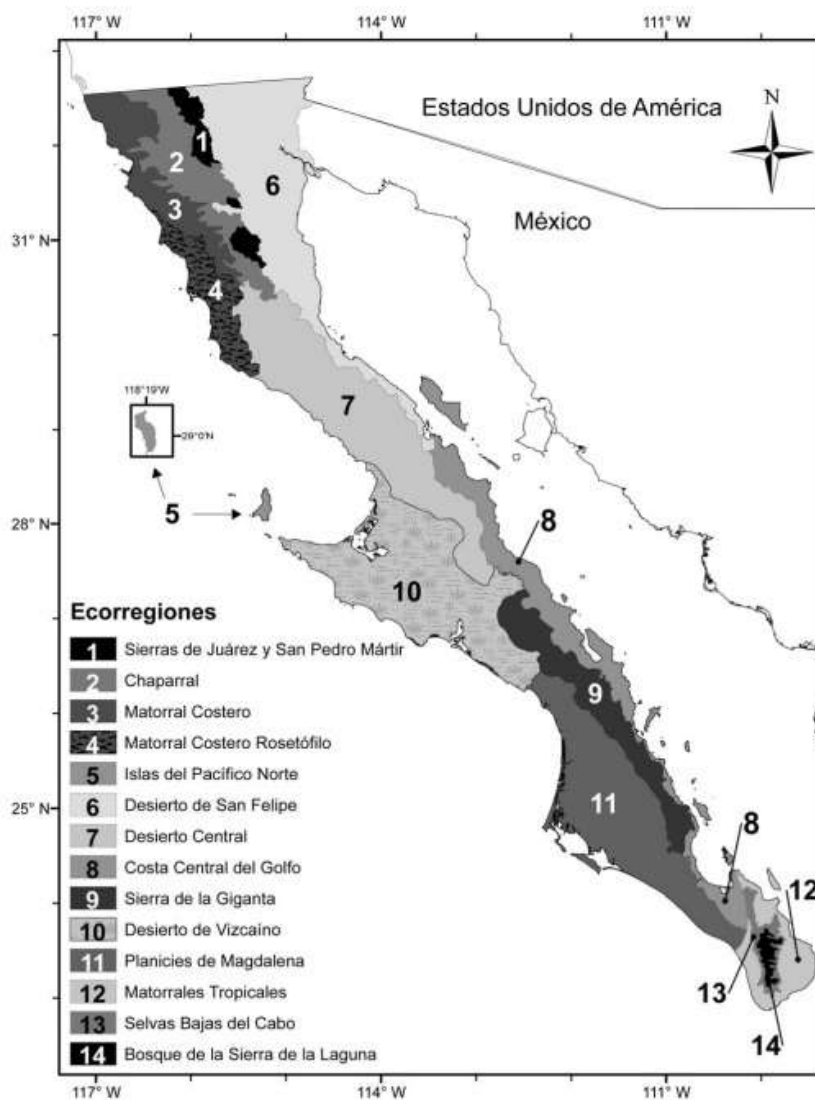 117° W 114° W 111° W
Estados Unidos de América
N
México
31° N
28° N
25° N
1
2
3
4
6
7
118°19'W
29°0'N
5
8
10
9
11
8
12
13
14
Ecorregiones
1 Sierras de Juárez y San Pedro Mártir
2 Chaparral
3 Matorral Costero
4 Matorral Costero Rosetófilo
5 Islas del Pacífico Norte
6 Desierto de San Felipe
7 Desierto Central
8 Costa Central del Golfo
9 Sierra de la Giganta
10 Desierto de Vizcaíno
11 Planicies de Magdalena
12 Matorrales Tropicales
13 Selvas Bajas del Cabo
14 Bosque de la Sierra de la Laguna
117° W 114° W 111° W